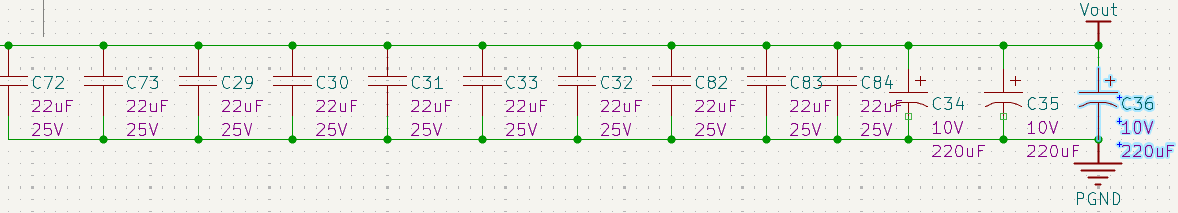 Vout
C72
22uF
25V
C73
22uF
25V
C29
22uF
25V
C30
22uF
25V
C31
22uF
25V
C33
22uF
25V
C32
22uF
25V
C82
22uF
25V
C83
22uF
25V
C84
22uF
25V
C34
10V
220uF
C35
10V
220uF
C36
10V
220uF
PGND